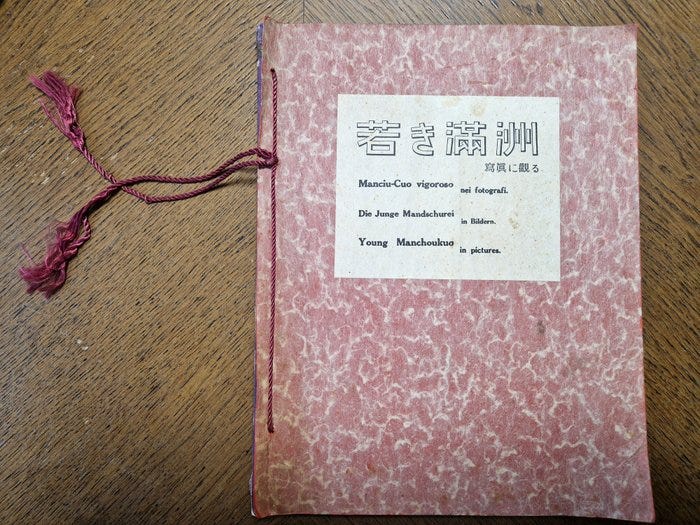 若き滿洲
寫眞に觀る
Manciu-Cuo vigoroso nei fotografi.
Die Junge Mandschurei in Bildern.
Young Manchoukuo in pictures.